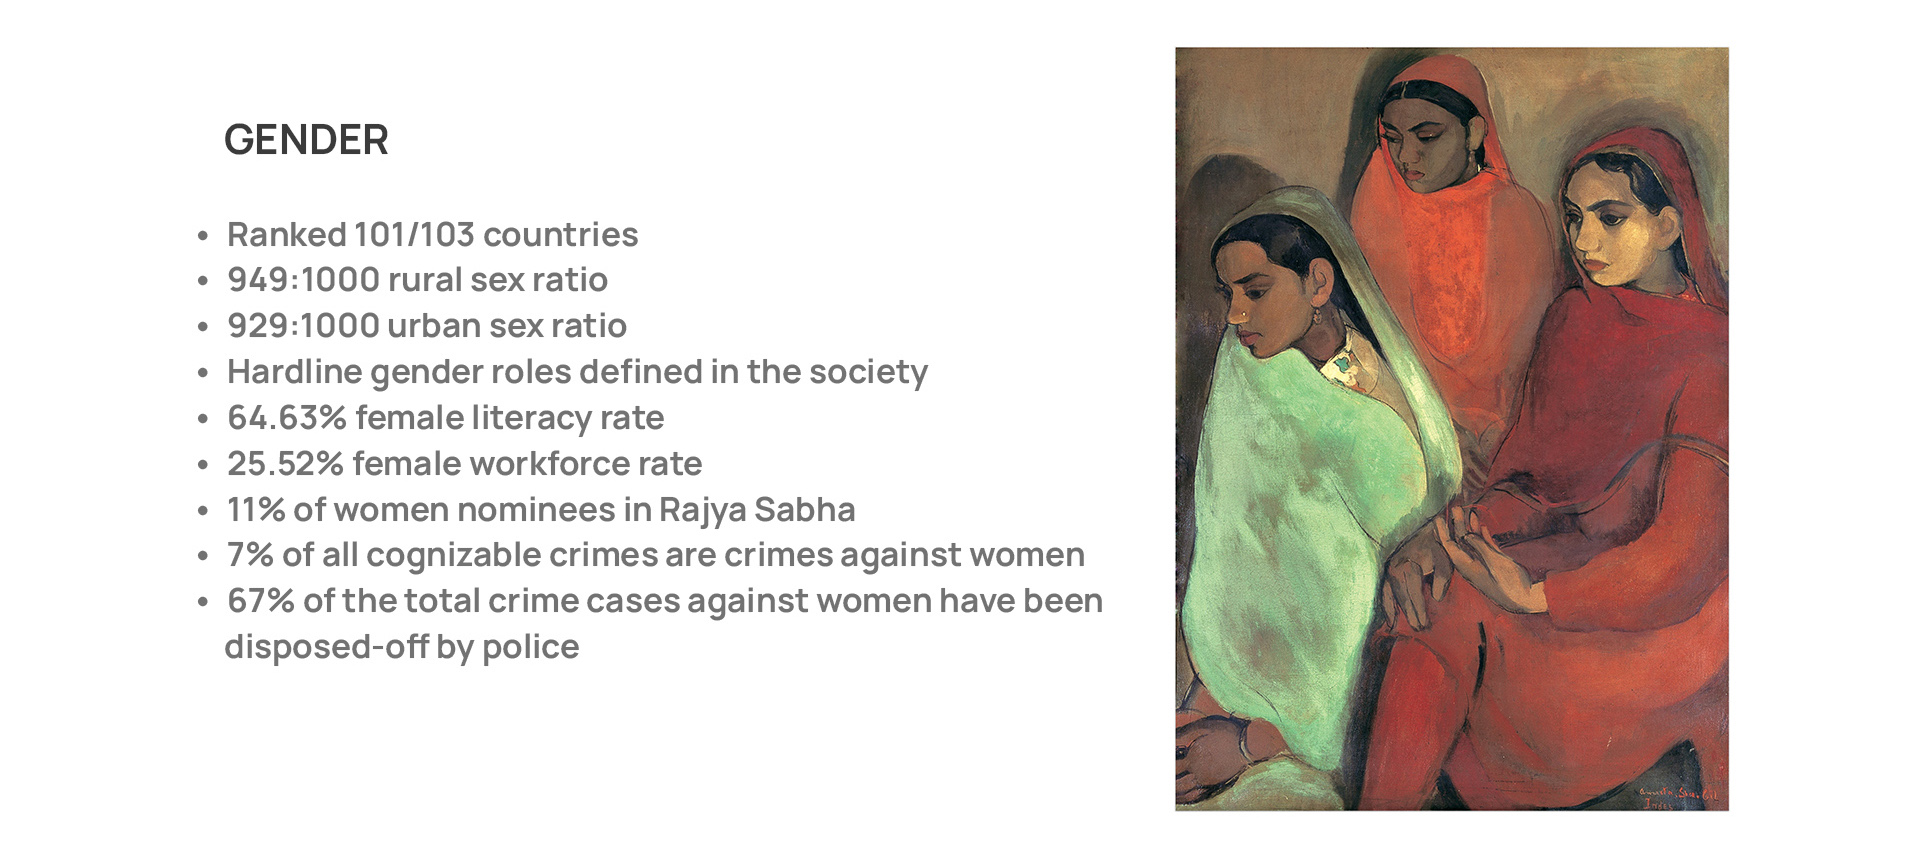 GENDER
• Ranked 101/103 countries
• 949:1000 rural sex ratio
• 929:1000 urban sex ratio
• Hardline gender roles defined in the society
• 64.63% female literacy rate
• 25.52% female workforce rate
• 11% of women nominees in Rajya Sabha
• 7% of all cognizable crimes are crimes against women
• 67% of the total crime cases against women have been
disposed-off by police